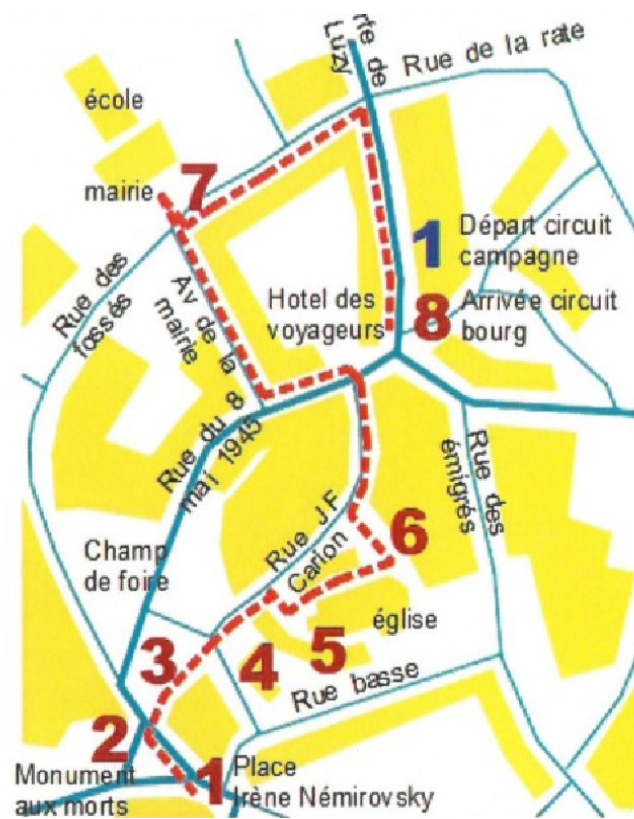 rte de
Luzy
Rue de la rate
école
7
mairie
1
Départ circuit
campagne
Rue des
fossés
Av de la
mairie
Hotel des
voyageurs
8
Arrivée circuit
bourg
Rue du 8
mai 1945
Rue des
émigrés
Rue J.F
Carion
6
Champ
de foire
église
3
4
5
Rue basse
2
Monument
aux morts
1
Place
Irène Némirovsky